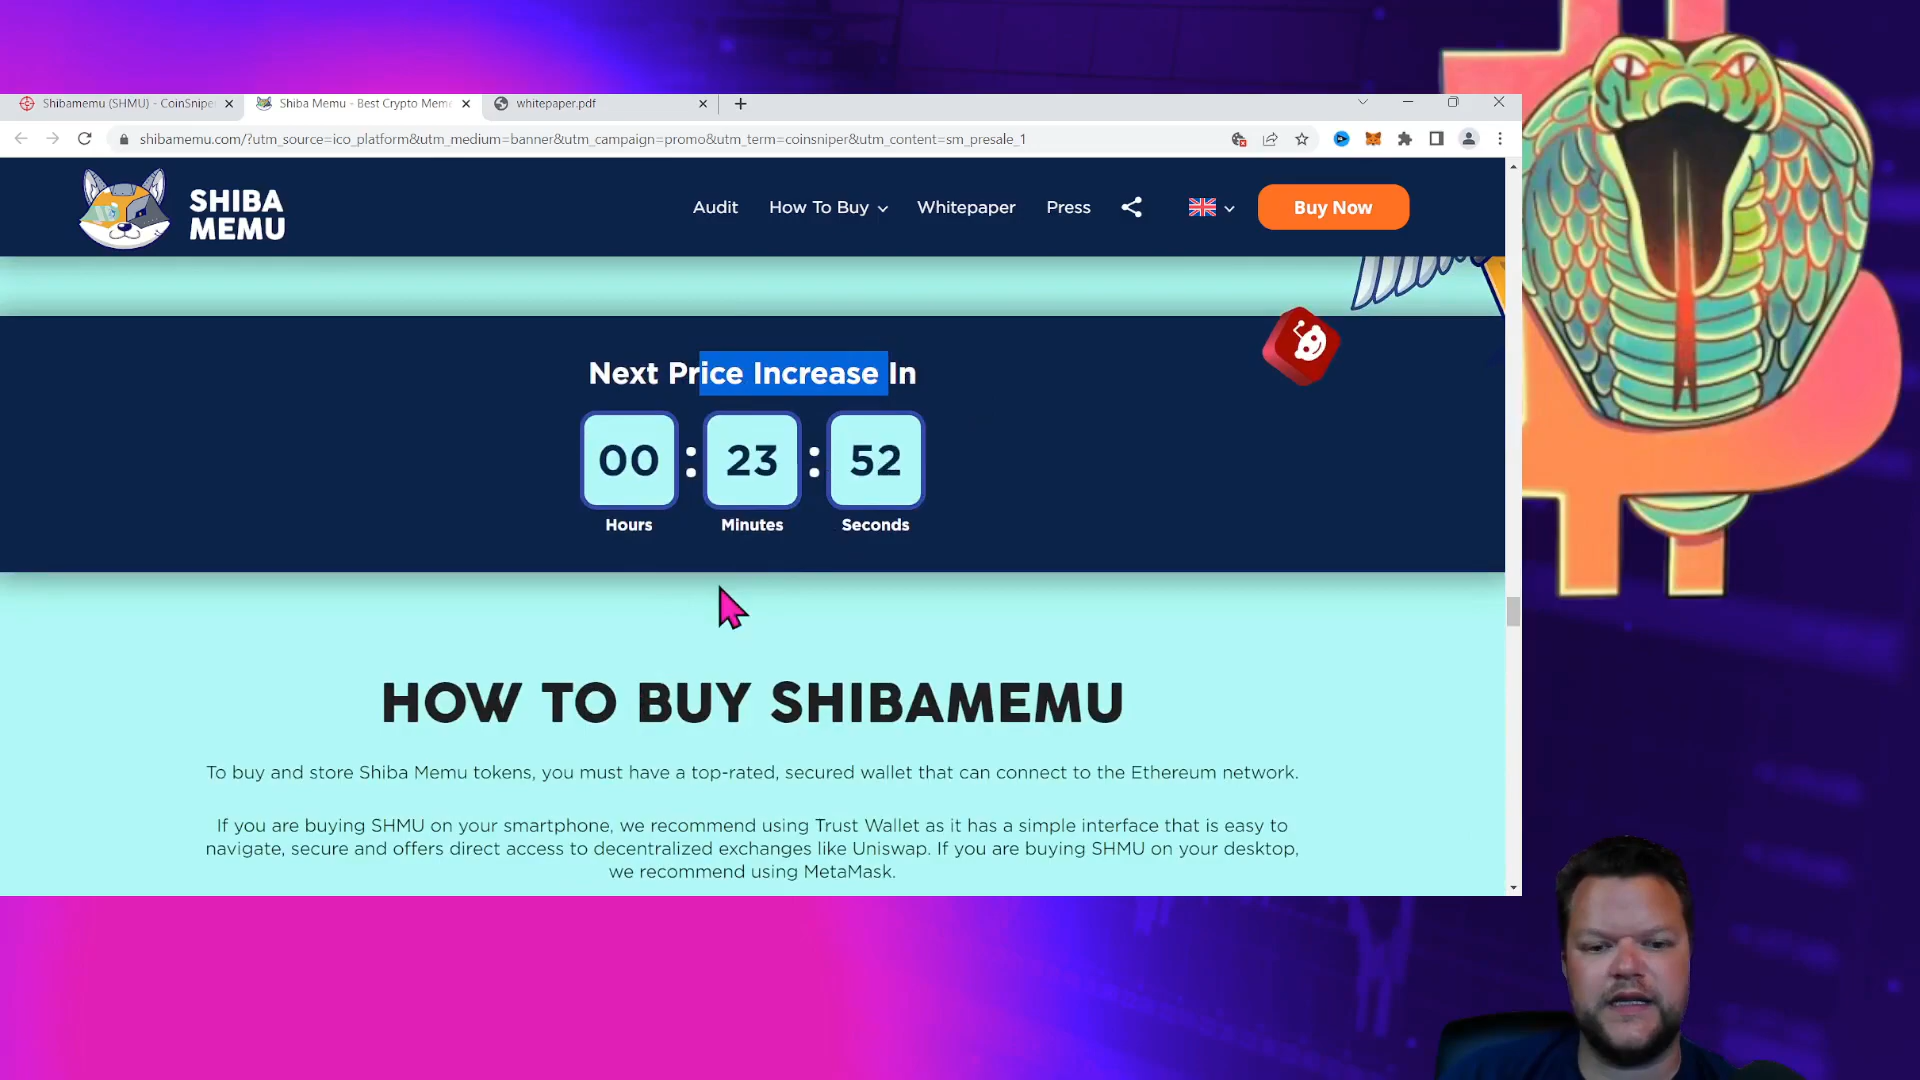 Shibamemu (SHMU) - CoinSnipe
Shiba Memu - Best Crypto Meme
whitepaper.pdf
shibamemu.com/?utm_source=ico_platform&utm_medium=banner&utm_campaign=promo&utm_term=coinsniper&utm_content=sm_presale_1
SHIBA
MEMU
Audit
How To Buy
Whitepaper
Press
Buy Now
Next Price Increase In
00 : 23 : 52
Hours
Minutes
Seconds
HOW TO BUY SHIBAMEMU
To buy and store Shiba Memu tokens, you must have a top-rated, secured wallet that can connect to the Ethereum network.
If you are buying SHMU on your smartphone, we recommend using Trust Wallet as it has a simple interface that is easy to
navigate, secure and offers direct access to decentralized exchanges like Uniswap. If you are buying SHMU on your desktop,
we recommend using MetaMask.